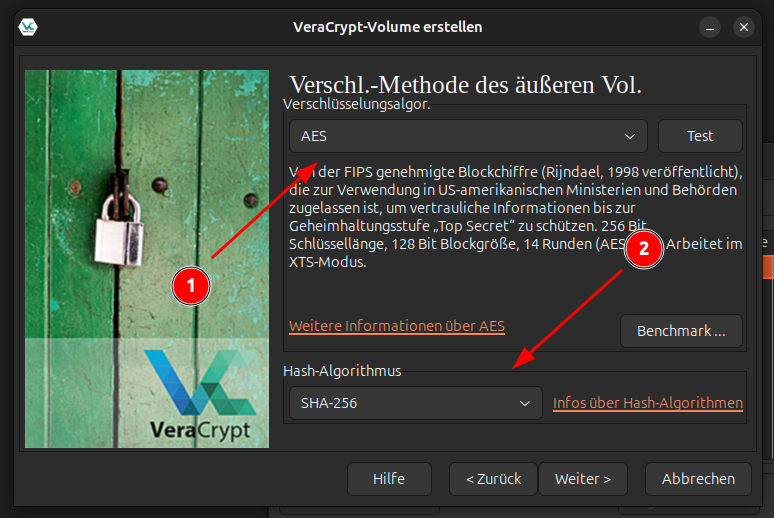 VeraCrypt-Volume erstellen
Verschl.-Methode des äußeren Vol.
Verschlüsselungsalgor.
AES
Test
Von der FIPS genehmigte Blockchiffre (Rijndael, 1998 veröffentlicht),
die zur Verwendung in US-amerikanischen Ministerien und Behörden
zugelassen ist, um vertrauliche Informationen bis zur
Geheimhaltungsstufe „Top Secret“ zu schützen. 256 Bit
Schlüssellänge, 128 Bit Blockgröße, 14 Runden (AES Arbeitet im
XTS-Modus.
1
2
Weitere Informationen über AES
Benchmark ...
Hash-Algorithmus
SHA-256
Infos über Hash-Algorithmen
VeraCrypt
Hilfe
< Zurück
Weiter >
Abbrechen